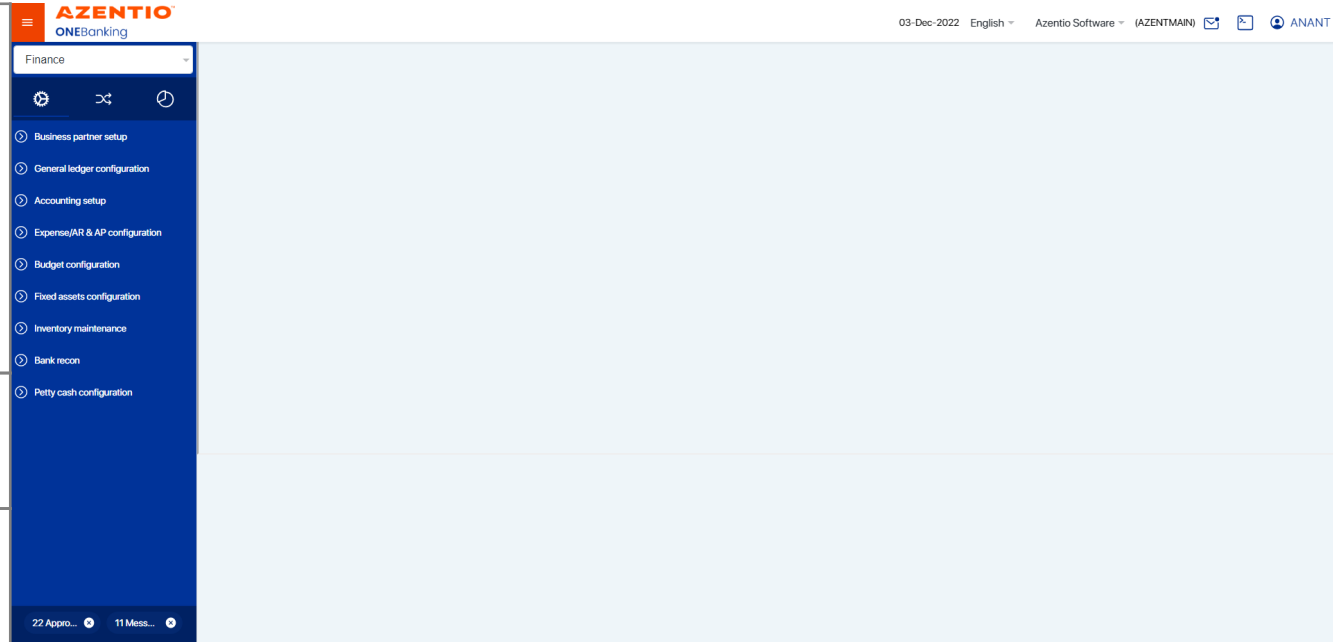 AZENTIO
ONEBanking
03-Dec-2022 English Azentio Software (AZENTMAIN) ANANT
Finance
Business partner setup
General ledger configuration
Accounting setup
Expense/AR & AP configuration
Budget configuration
Fixed assets configuration
Inventory maintenance
Bank recon
Petty cash configuration
22 Appro... 11 Mess...